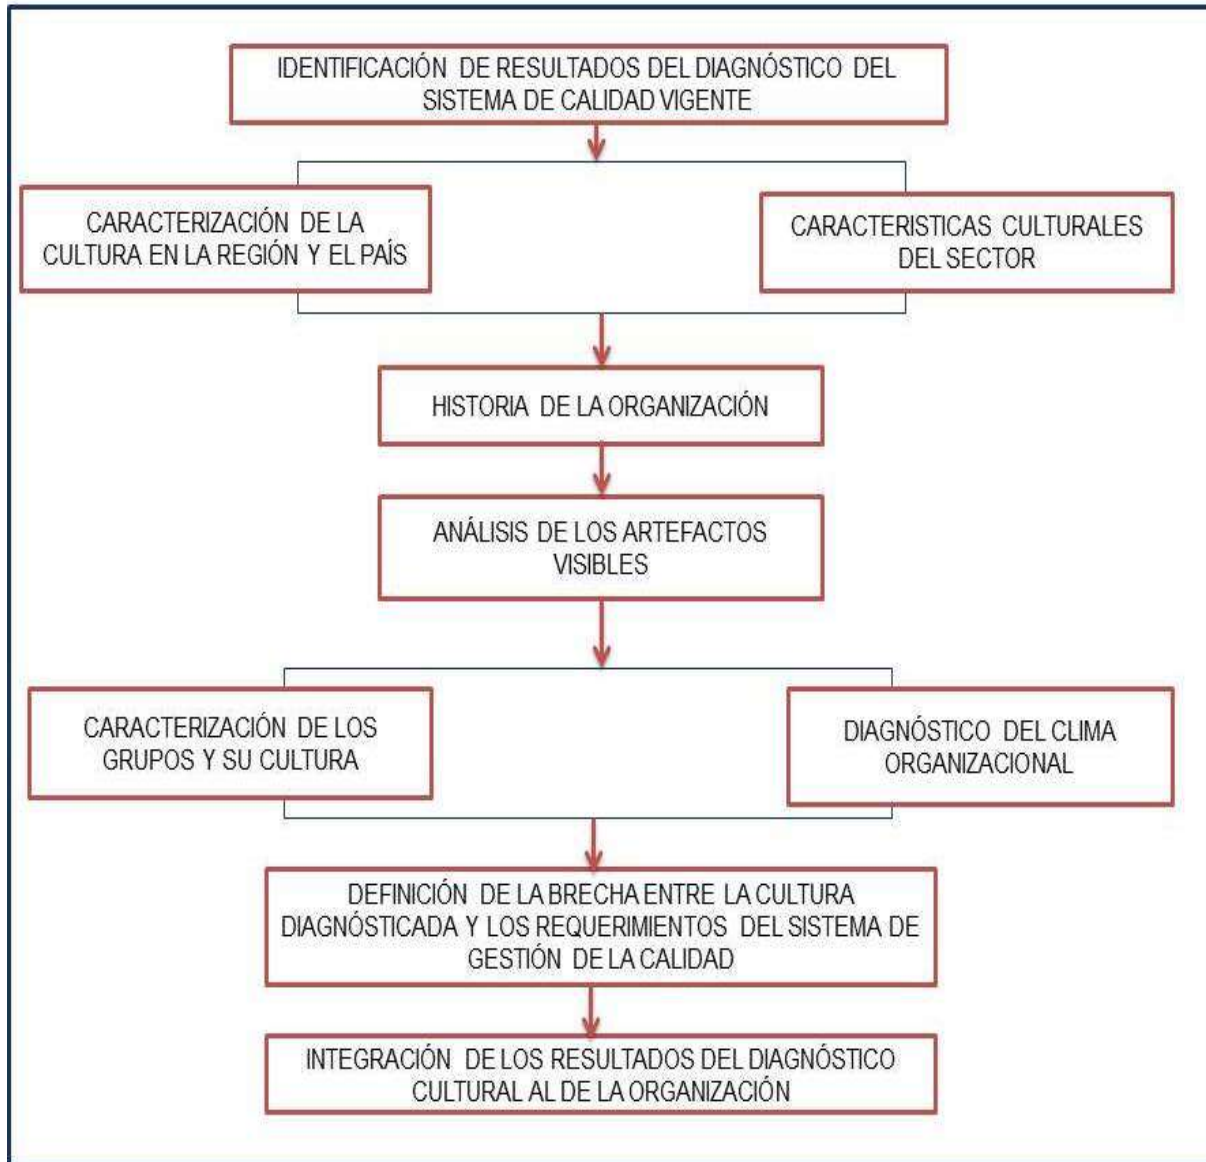 IDENTIFICACIÓN DE RESULTADOS DEL DIAGNÓSTICO DEL
SISTEMA DE CALIDAD VIGENTE
CARACTERIZACIÓN DE LA
CULTURA EN LA REGIÓN Y EL PAÍS
CARACTERISTICAS CULTURALES
DEL SECTOR
HISTORIA DE LA ORGANIZACIÓN
ANÁLISIS DE LOS ARTEFACTOS
VISIBLES
CARACTERIZACIÓN DE LOS
GRUPOS Y SU CULTURA
DIAGNÓSTICO DEL CLIMA
ORGANIZACIONAL
DEFINICIÓN DE LA BRECHA ENTRE LA CULTURA
DIAGNÓSTICADA Y LOS REQUERIMIENTOS DEL SISTEMA DE
GESTIÓN DE LA CALIDAD
INTEGRACIÓN DE LOS RESULTADOS DEL DIAGNÓSTICO
CULTURAL AL DE LA ORGANIZACIÓN